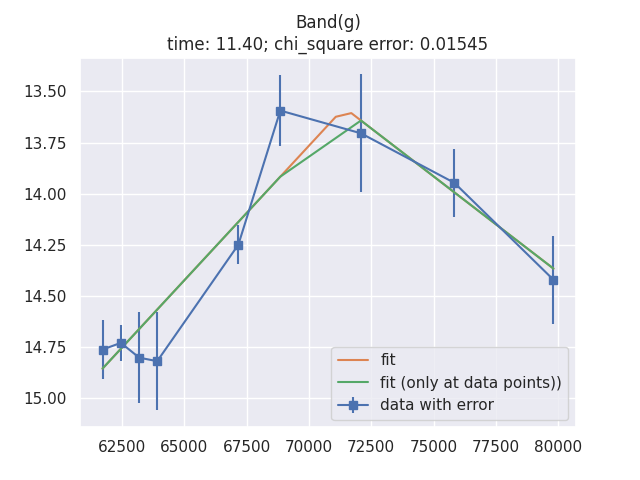 Band(g)
time: 11.40; chi_square error: 0.01545
13.50
13.75
14.00
14.25
14.50
14.75
15.00
62500 65000 67500 70000 72500 75000 77500 80000
fit
fit (only at data points))
data with error